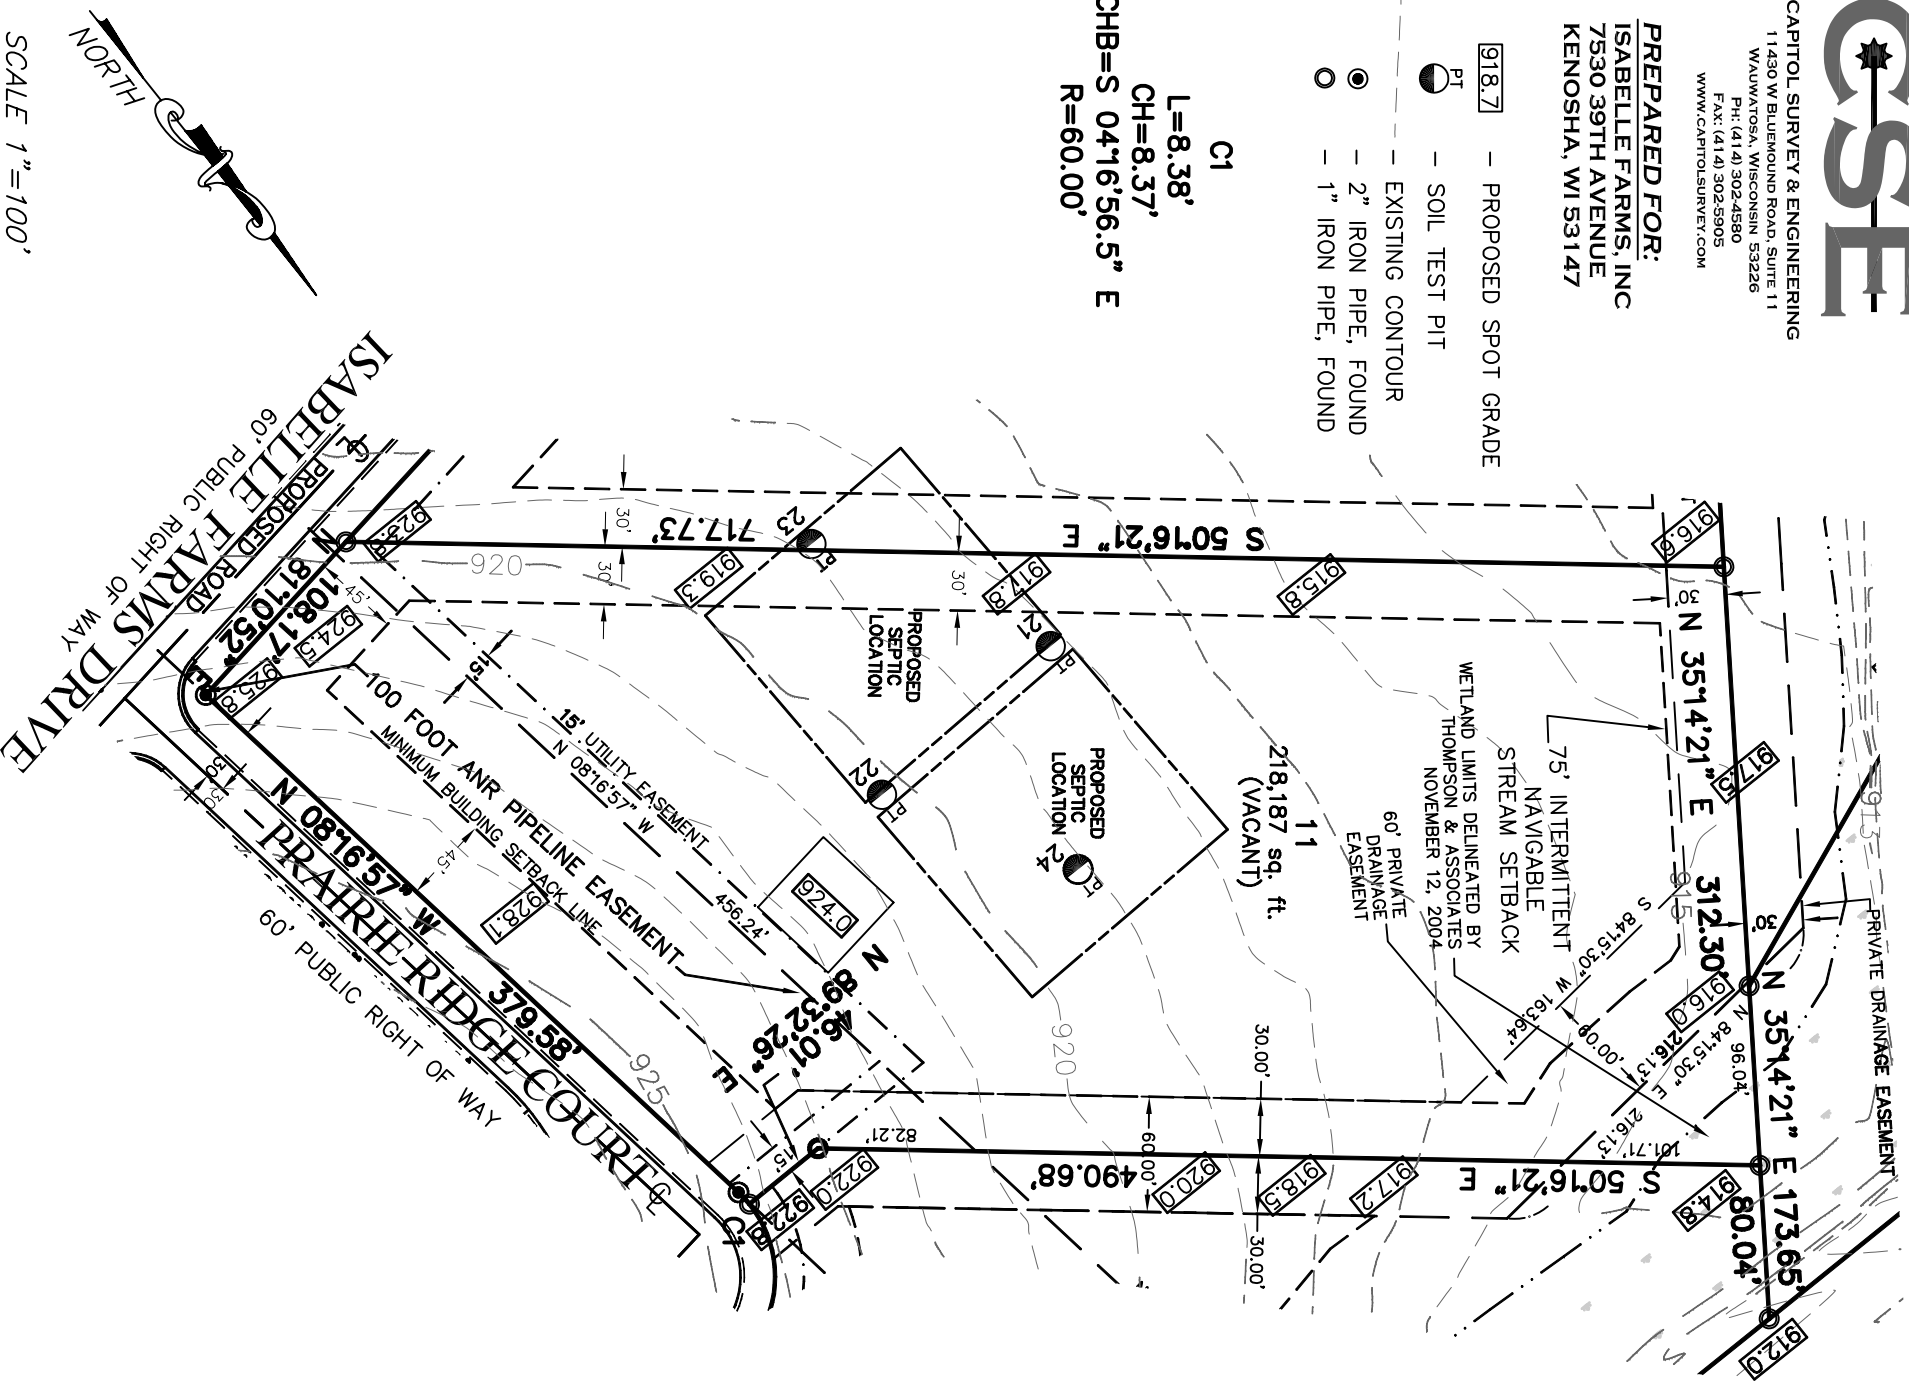 CSE
CAPITOL SURVEY & ENGINEERING
11430 W BLUEMOUND ROAD, SUITE 11
WAUWATOSA, WISCONSIN 53226
PH: (414) 302-4580
FAX: (414) 302-5905
WWW.CAPITOLSURVEY.COM
PREPARED FOR:
ISABELLE FARMS, INC
7530 39TH AVENUE
KENOSHA, WI 53147
918.7 - PROPOSED SPOT GRADE
PT - SOIL TEST PIT
- EXISTING CONTOUR
- 2" IRON PIPE, FOUND
- 1" IRON PIPE, FOUND
C1
L=8.38'
CH=8.37'
CHB=S 04°16'56.5" E
R=60.00'
NORTH
SCALE 1"=100'
ISABELLE FARMS DRIVE
60' PUBLIC RIGHT OF WAY
PROPOSED ROAD
CL
N
81°10'52"
E
108.17'
923.9
924.5
925.8
45'
S 50°16'21" E
717.73'
30'
30'
30'
920
919.3
917.8
915.8
916.6
23
PT
21
PT
22
PT
24
PT
PROPOSED
SEPTIC
LOCATION
PROPOSED
SEPTIC
LOCATION
11
218,187 sq. ft.
(VACANT)
15'
15' UTILITY EASEMENT
N 08°16'57" W
456.24'
100 FOOT ANR PIPELINE EASEMENT
MINIMUM BUILDING SETBACK LINE
45'
928.1
924.0
N 08°16'57" W
379.58'
30'
30'
PRAIRIE RIDGE COURT
60' PUBLIC RIGHT OF WAY
CL
925
N
89°32'26"
E
46.01'
15'
C1
922.8
922.0
82.21'
490.68'
S 50°16'21" E
60.00'
30.00'
30.00'
920
920.0
918.5
917.2
914.8
101.71'
216.13'
75' INTERMITTENT
NAVIGABLE
STREAM SETBACK
WETLAND LIMITS DELINEATED BY
THOMPSON & ASSOCIATES
NOVEMBER 12, 2004
60' PRIVATE
DRAINAGE
EASEMENT
S 84°15'30" W 163.64'
60.00'
N 84°15'30" E
216.13'
96.04'
N 35°14'21" E 312.30'
30'
30'
917.3
915
913
916.0
PRIVATE DRAINAGE EASEMENT
N 35°14'21" E 173.65'
80.04'
912.0